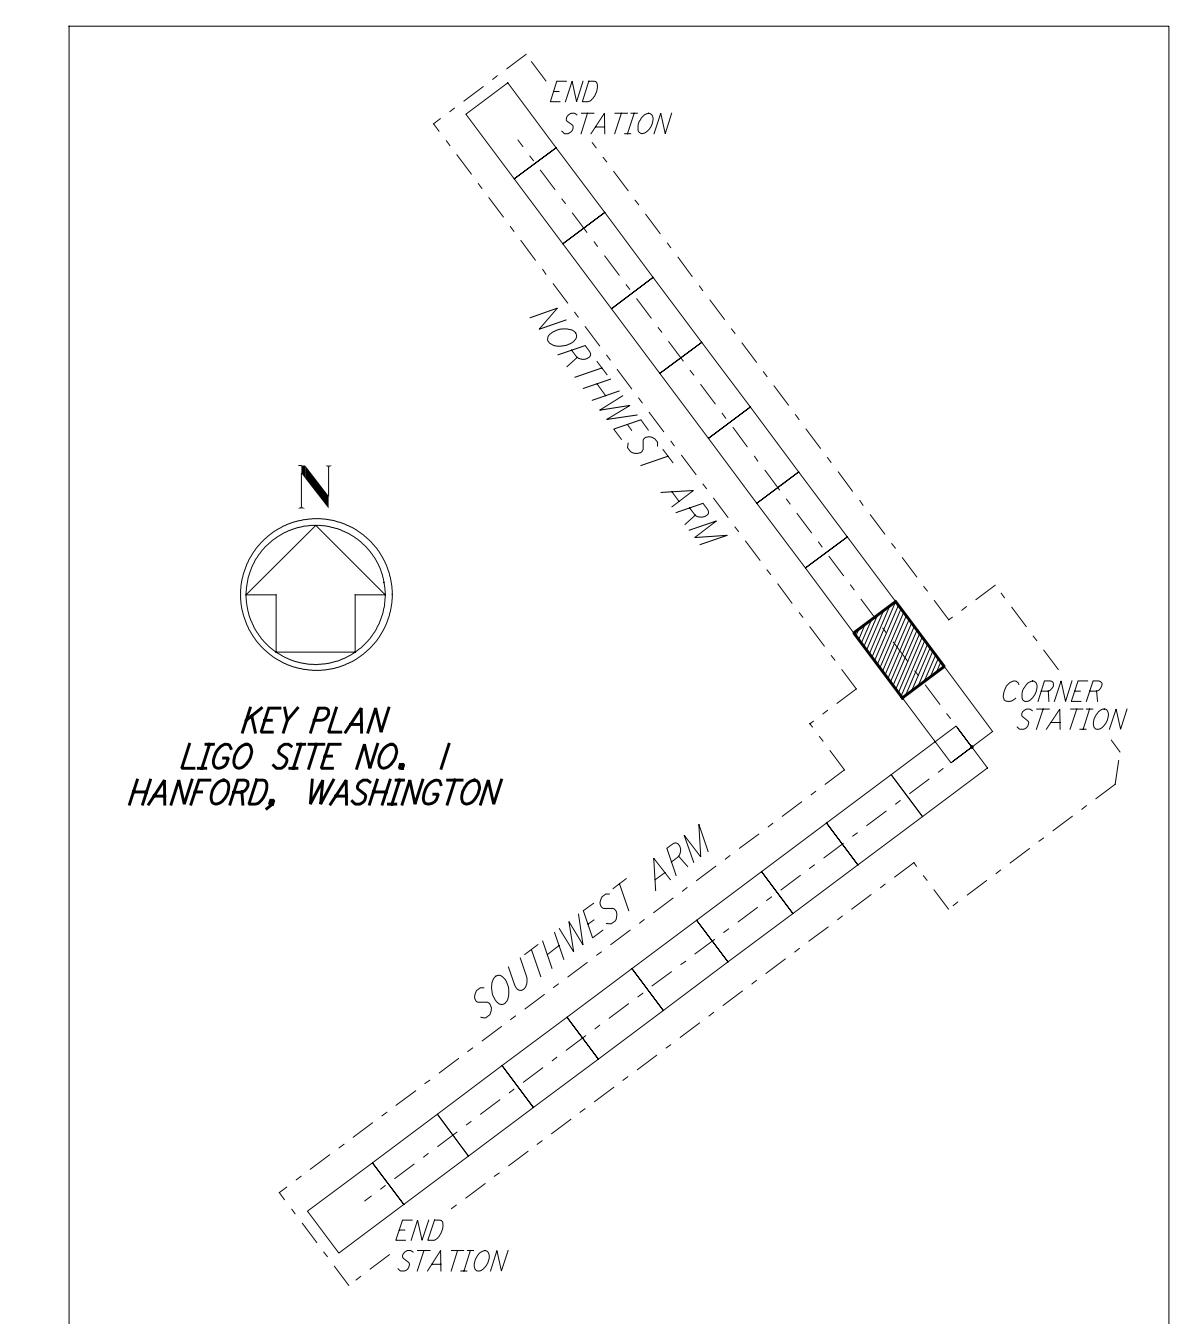 END
STATION
NORTHWEST ARM
N
CORNER
STATION
KEY PLAN
LIGO SITE NO. 1
HANFORD, WASHINGTON
SOUTHWEST ARM
END
STATION